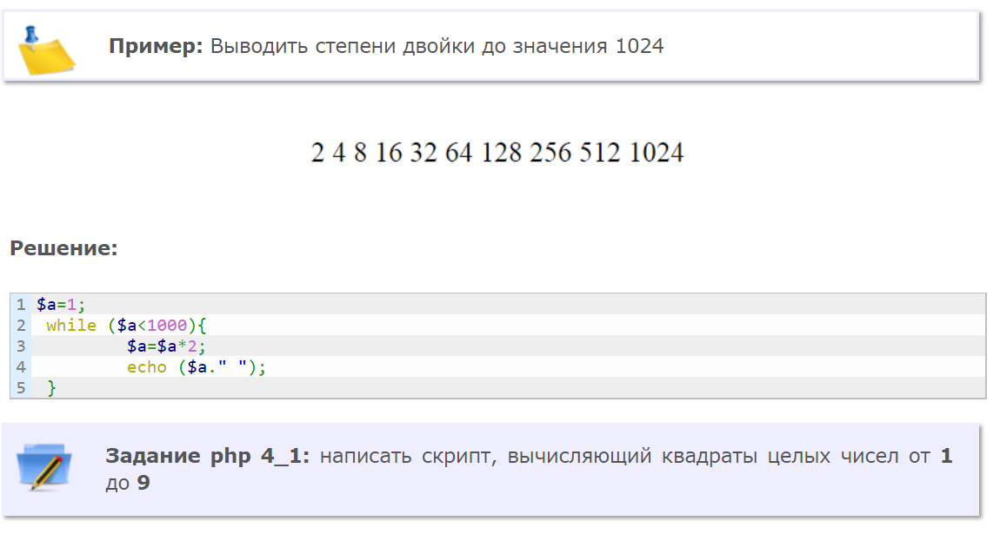 Пример: Выводить степени двойки до значения 1024
2 4 8 16 32 64 128 256 512 1024
Решение:
1 $a=1;
2 while ($a<1000){
3 $a=$a*2;
4 echo ($a." ");
5 }
Задание php 4_1: написать скрипт, вычисляющий квадраты целых чисел от 1
до 9